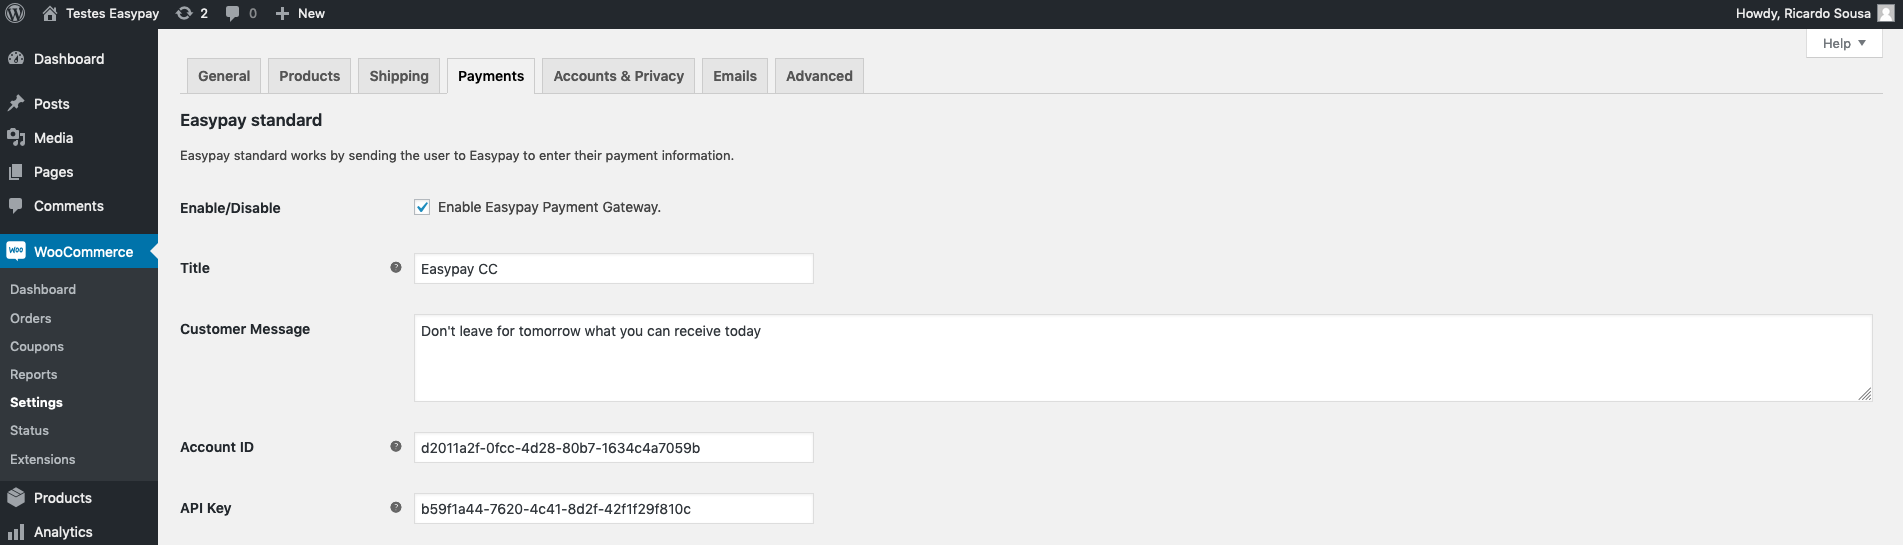 Testes Easypay 2 0 New Howdy, Ricardo Sousa
Help
Dashboard
Posts
Media
Pages
Comments
WooCommerce
Dashboard
Orders
Coupons
Reports
Settings
Status
Extensions
Products
Analytics
General Products Shipping Payments Accounts & Privacy Emails Advanced
Easypay standard
Easypay standard works by sending the user to Easypay to enter their payment information.
Enable/Disable Enable Easypay Payment Gateway.
Title ? Easypay CC
Customer Message Don't leave for tomorrow what you can receive today
Account ID ? d2011a2f-0fcc-4d28-80b7-1634c4a7059b
API Key ? b59f1a44-7620-4c41-8d2f-42f1f29f810c